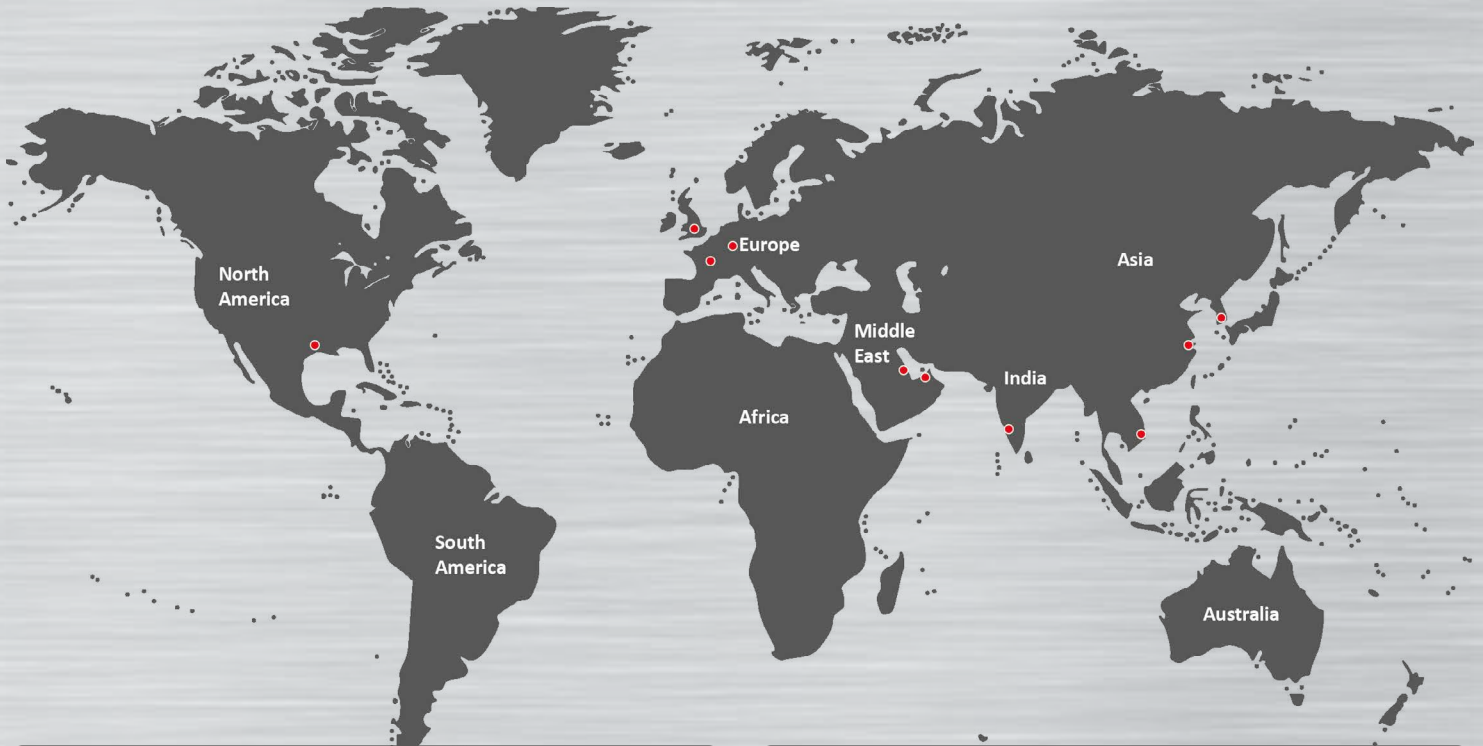 Europe
Asia
North
America
Middle
East
India
Africa
South
America
Australia